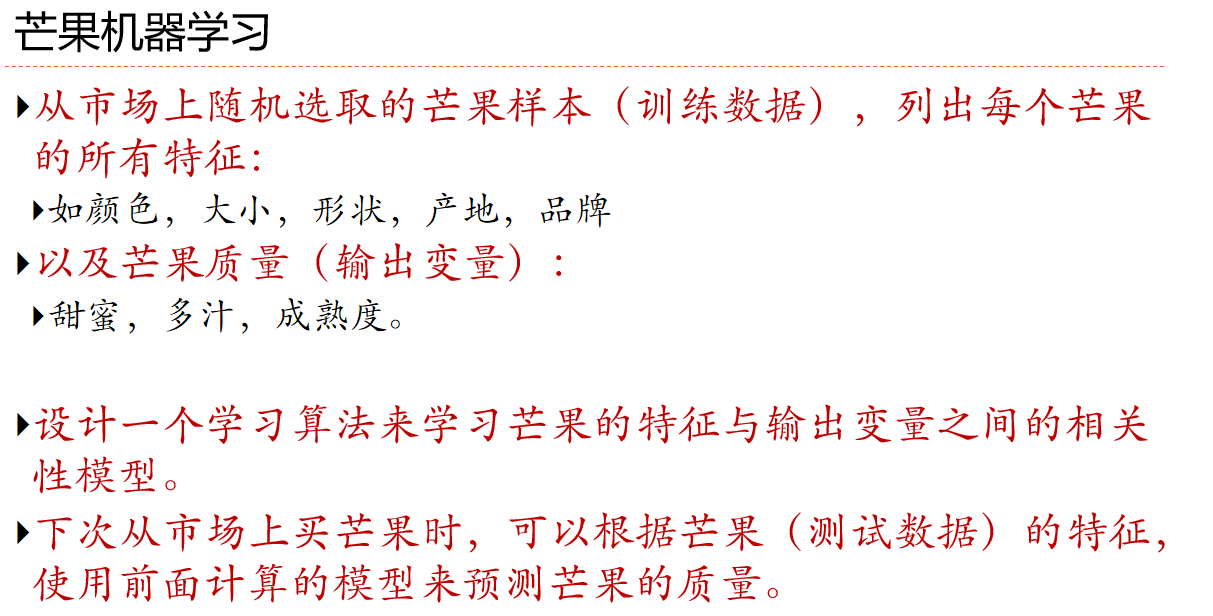 芒果机器学习
从市场上随机选取的芒果样本（训练数据），列出每个芒果
的所有特征：
如颜色，大小，形状，产地，品牌
以及芒果质量（输出变量）：
甜蜜，多汁，成熟度。
设计一个学习算法来学习芒果的特征与输出变量之间的相关
性模型。
下次从市场上买芒果时，可以根据芒果（测试数据）的特征，
使用前面计算的模型来预测芒果的质量。